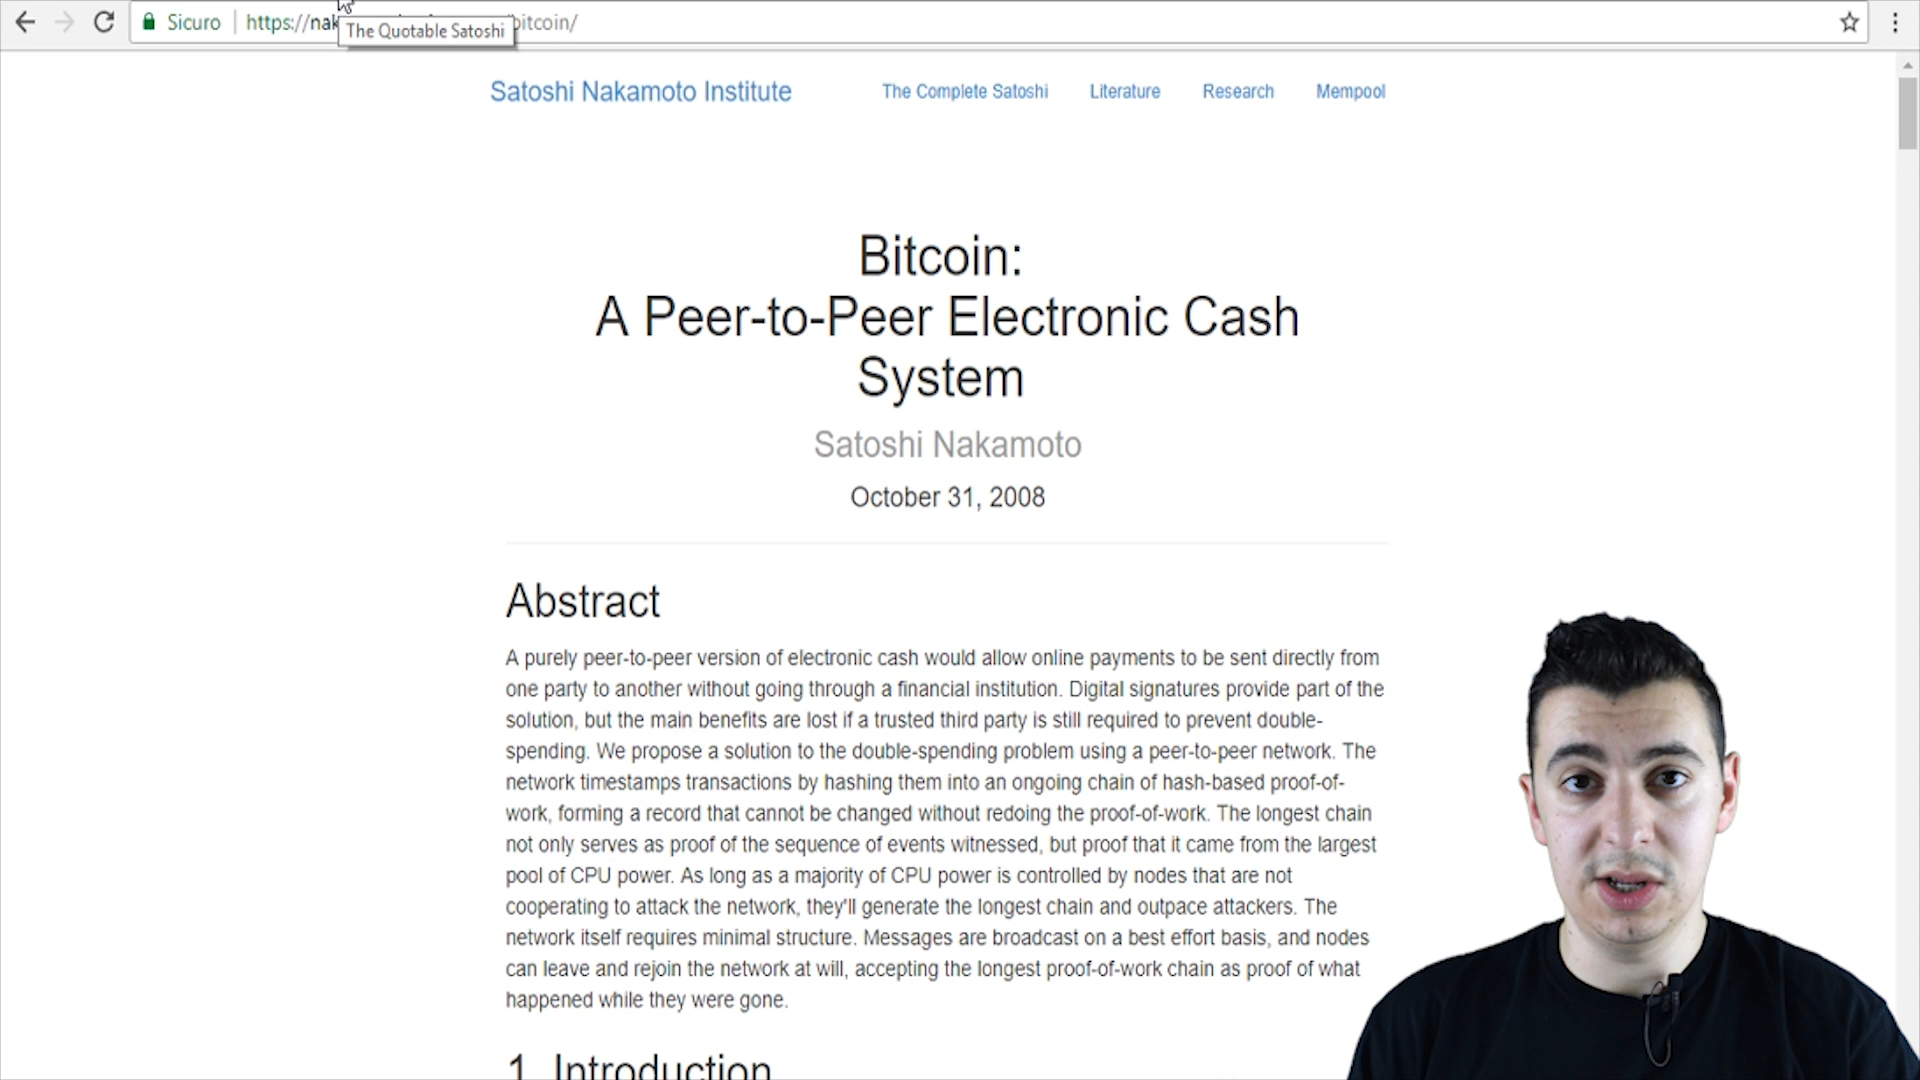 Sicuro
https://nak
bitcoin/
The Quotable Satoshi
Satoshi Nakamoto Institute
The Complete Satoshi
Literature
Research
Mempool
Bitcoin:
A Peer-to-Peer Electronic Cash
System
Satoshi Nakamoto
October 31, 2008
Abstract
A purely peer-to-peer version of electronic cash would allow online payments to be sent directly from
one party to another without going through a financial institution. Digital signatures provide part of the
solution, but the main benefits are lost if a trusted third party is still required to prevent double-
spending. We propose a solution to the double-spending problem using a peer-to-peer network. The
network timestamps transactions by hashing them into an ongoing chain of hash-based proof-of-
work, forming a record that cannot be changed without redoing the proof-of-work. The longest chain
not only serves as proof of the sequence of events witnessed, but proof that it came from the largest
pool of CPU power. As long as a majority of CPU power is controlled by nodes that are not
cooperating to attack the network, they'll generate the longest chain and outpace attackers. The
network itself requires minimal structure. Messages are broadcast on a best effort basis, and nodes
can leave and rejoin the network at will, accepting the longest proof-of-work chain as proof of what
happened while they were gone.
1. Introduction